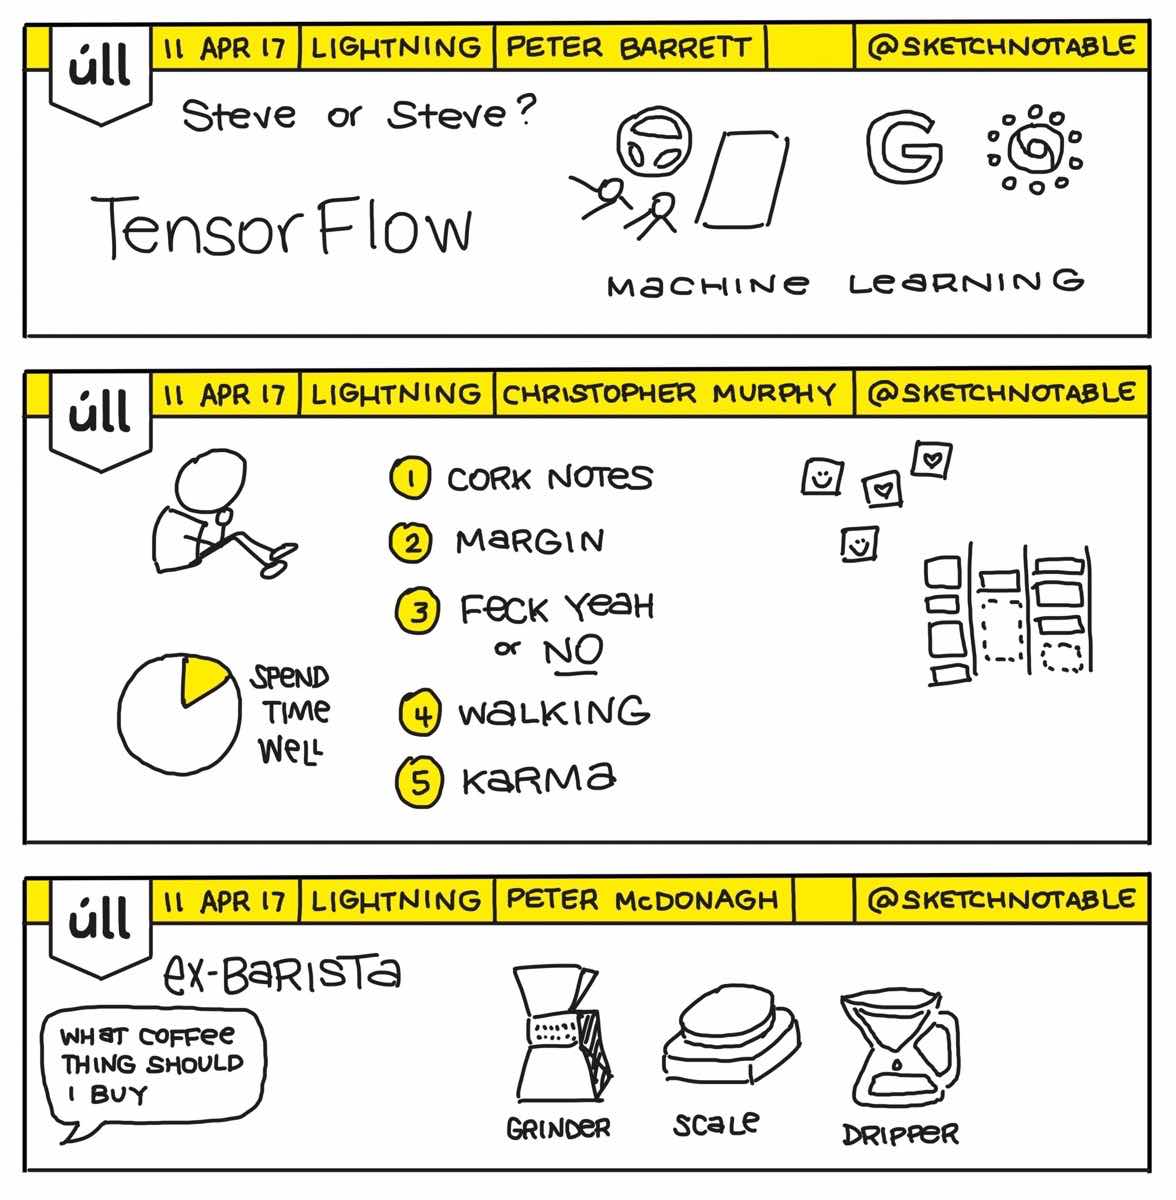 úll
11 APR 17 LIGHTNING PETER BARRETT @SKETCHNOTABLE
Steve or Steve?
TensorFlow
G
MACHINE LEARNING
úll
11 APR 17 LIGHTNING CHRISTOPHER MURPHY @SKETCHNOTABLE
1 CORK NOTES
2 MARGIN
3 FECK YEAH
or NO
4 WALKING
5 KARMA
SPEND
TIME
WELL
úll
11 APR 17 LIGHTNING PETER McDONAGH @SKETCHNOTABLE
ex-BARISTA
WHAT COFFEE
THING SHOULD
I BUY
GRINDER
SCALE
DRIPPER